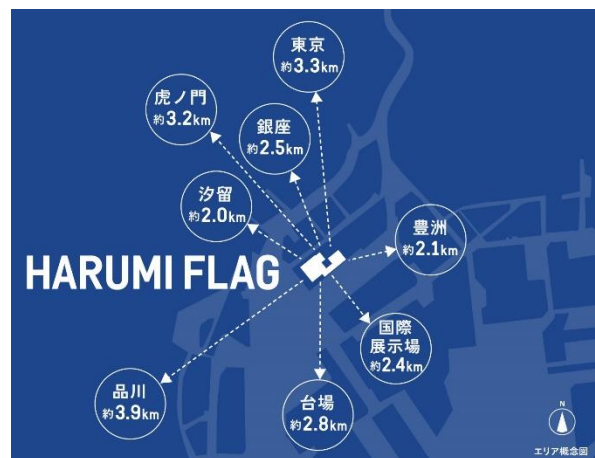 東京
約3.3km
虎ノ門
約3.2km
銀座
約2.5km
汐留
約2.0km
豊洲
約2.1km
HARUMI FLAG
国際
展示場
約2.4km
品川
約3.9km
台場
約2.8km
N
エリア概念図